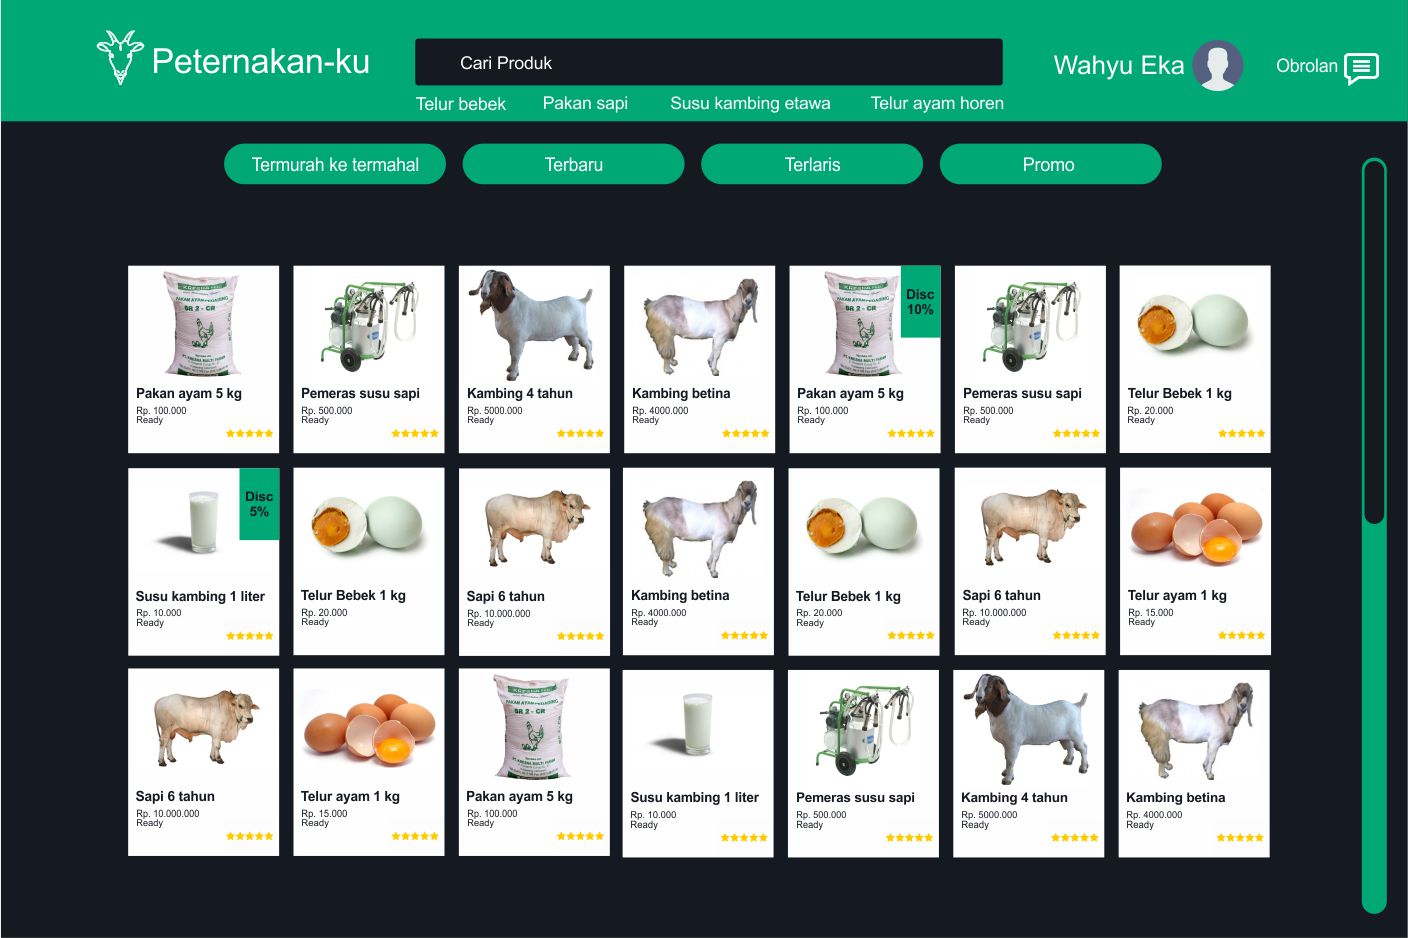 Peternakan-ku
Cari Produk
Wahyu Eka
Obrolan
Telur bebek
Pakan sapi
Susu kambing etawa
Telur ayam horen
Termurah ke termahal
Terbaru
Terlaris
Promo
BR 2 - CR
Pakan ayam 5 kg
Rp. 100.000
Ready
Pemeras susu sapi
Rp. 500.000
Ready
Kambing 4 tahun
Rp. 5000.000
Ready
Kambing betina
Rp. 4000.000
Ready
Disc
10%
BR 2 - CR
Pakan ayam 5 kg
Rp. 100.000
Ready
Pemeras susu sapi
Rp. 500.000
Ready
Telur Bebek 1 kg
Rp. 20.000
Ready
Disc
5%
Susu kambing 1 liter
Rp. 10.000
Ready
Telur Bebek 1 kg
Rp. 20.000
Ready
Sapi 6 tahun
Rp. 10.000.000
Ready
Kambing betina
Rp. 4000.000
Ready
Telur Bebek 1 kg
Rp. 20.000
Ready
Sapi 6 tahun
Rp. 10.000.000
Ready
Telur ayam 1 kg
Rp. 15.000
Ready
Sapi 6 tahun
Rp. 10.000.000
Ready
Telur ayam 1 kg
Rp. 15.000
Ready
BR 2 - CR
Pakan ayam 5 kg
Rp. 100.000
Ready
Susu kambing 1 liter
Rp. 10.000
Ready
Pemeras susu sapi
Rp. 500.000
Ready
Kambing 4 tahun
Rp. 5000.000
Ready
Kambing betina
Rp. 4000.000
Ready